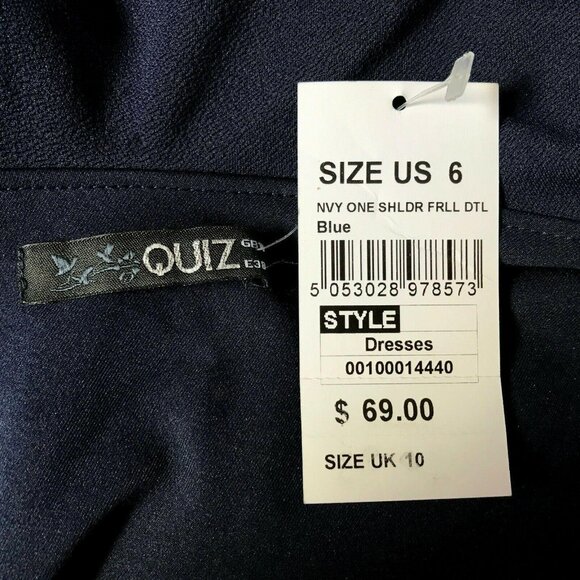 QUIZ
SIZE US 6
NVY ONE SHLDR FRLL DTL
Blue
5 053028 978573
STYLE
Dresses
00100014440
$ 69.00
SIZE UK 10